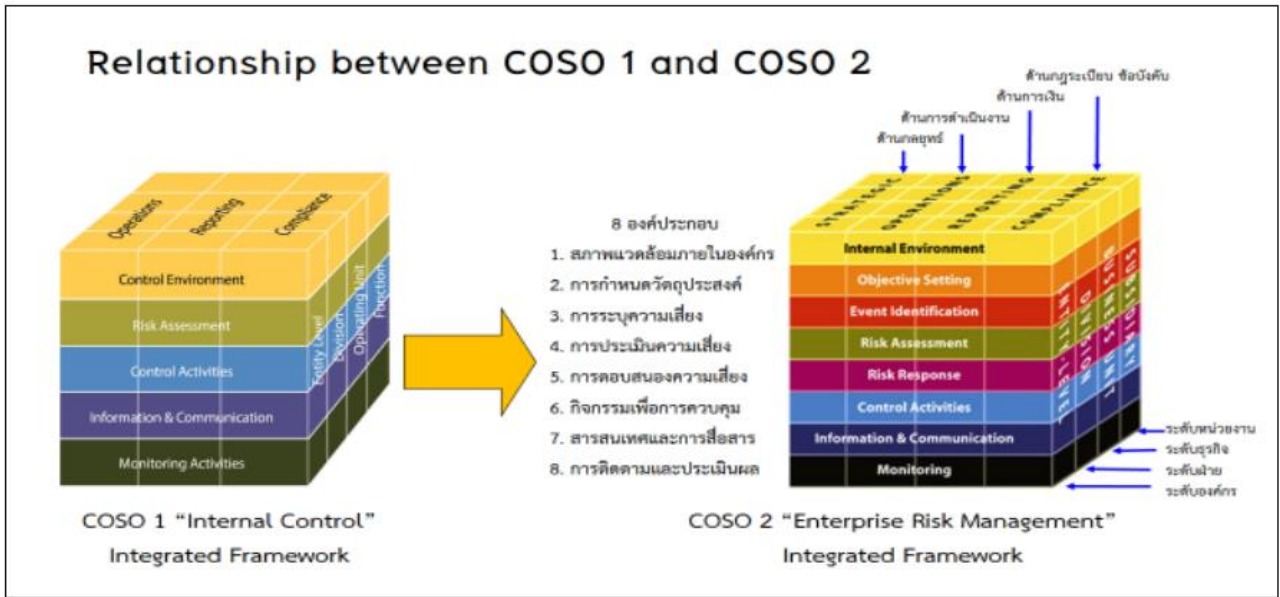 Relationship between COSO 1 and COSO 2
ด้านกฎระเบียบ ข้อบังคับ
ด้านการเงิน
ด้านการดำเนินงาน
ด้านกลยุทธ์
Operations
Reporting
Compliance
Control Environment
Risk Assessment
Control Activities
Information & Communication
Monitoring Activities
Entity Level
Division
Operating Unit
Function
COSO 1 “Internal Control”
Integrated Framework
8 องค์ประกอบ
1. สภาพแวดล้อมภายในองค์กร
2. การกำหนดวัตถุประสงค์
3. การระบุความเสี่ยง
4. การประเมินความเสี่ยง
5. การตอบสนองความเสี่ยง
6. กิจกรรมเพื่อการควบคุม
7. สารสนเทศและการสื่อสาร
8. การติดตามและประเมินผล
STRATEGIC
OPERATIONS
REPORTING
COMPLIANCE
Internal Environment
Objective Setting
Event Identification
Risk Assessment
Risk Response
Control Activities
Information & Communication
Monitoring
ENTITY-LEVEL
DIVISION
BUSINESS UNIT
SUBSIDIARY
ระดับหน่วยงาน
ระดับธุรกิจ
ระดับฝ่าย
ระดับองค์กร
COSO 2 “Enterprise Risk Management”
Integrated Framework